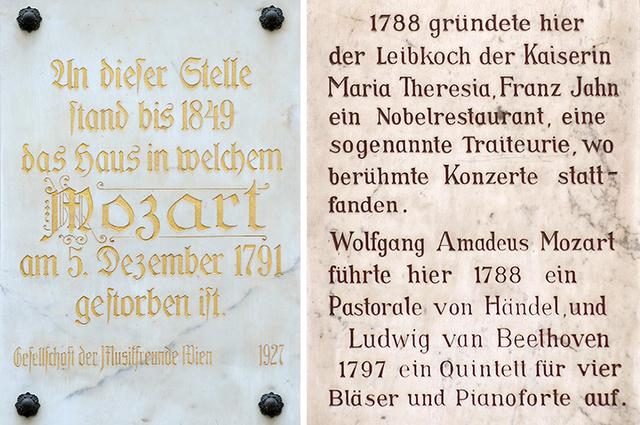 An dieser Stelle
stand bis 1849
das Haus in welchem
Mozart
am 5. Dezember 1791
gestorben ist.
Gesellschaft der Musikfreunde Wien 1927
1788 gründete hier
der Leibkoch der Kaiserin
Maria Theresia, Franz Jahn
ein Nobelrestaurant, eine
sogenannte Traiteurie, wo
berühmte Konzerte statt-
fanden.
Wolfgang Amadeus Mozart
führte hier 1788 ein
Pastorale von Händel, und
Ludwig van Beethoven
1797 ein Quintett für vier
Bläser und Pianoforte auf.